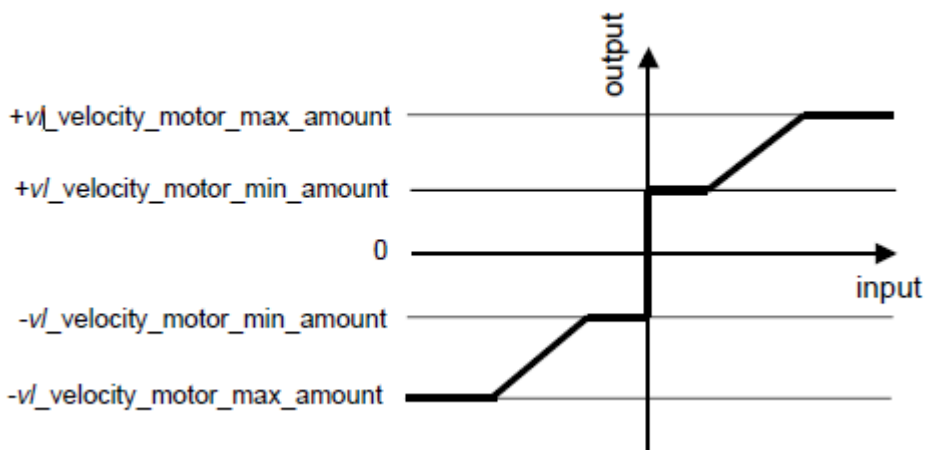 output
+vl_velocity_motor_max_amount
+vl_velocity_motor_min_amount
0
input
-vl_velocity_motor_min_amount
-vl_velocity_motor_max_amount